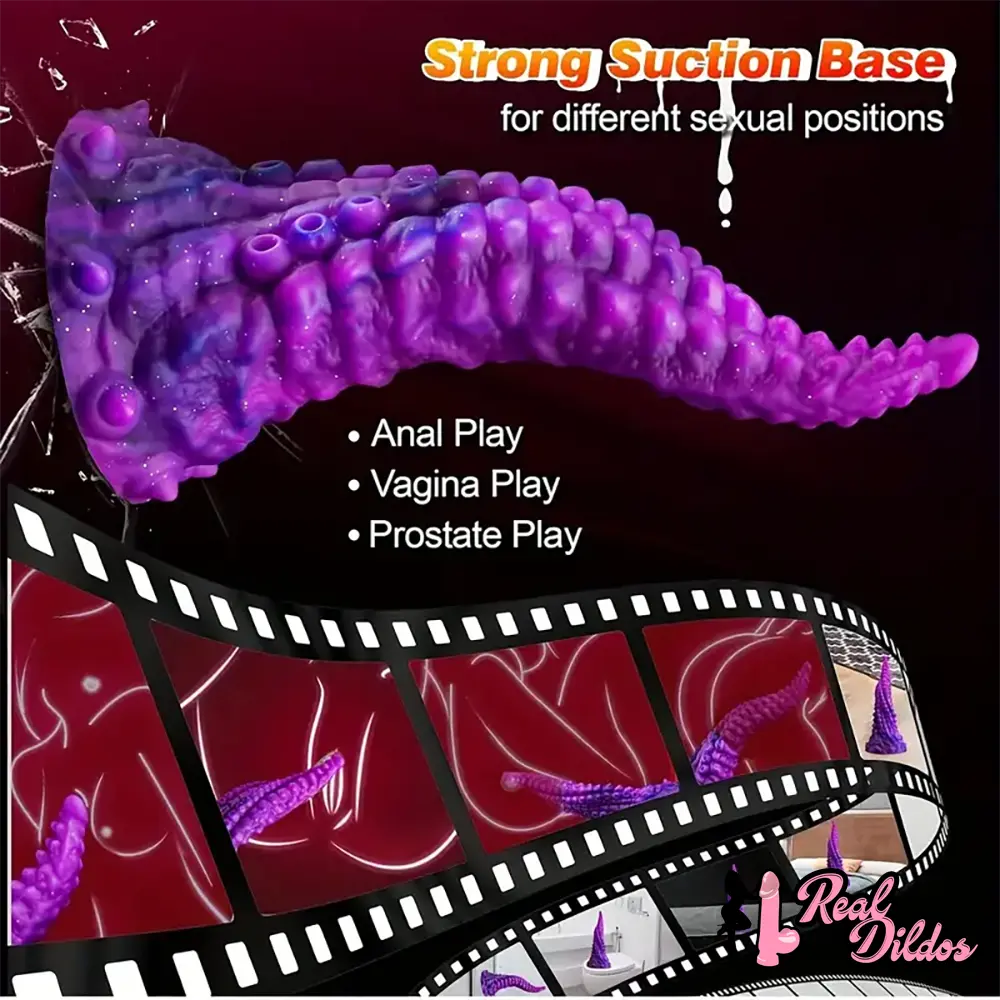 Strong Suction Base
for different sexual positions
• Anal Play
• Vagina Play
• Prostate Play
Real
Dildos